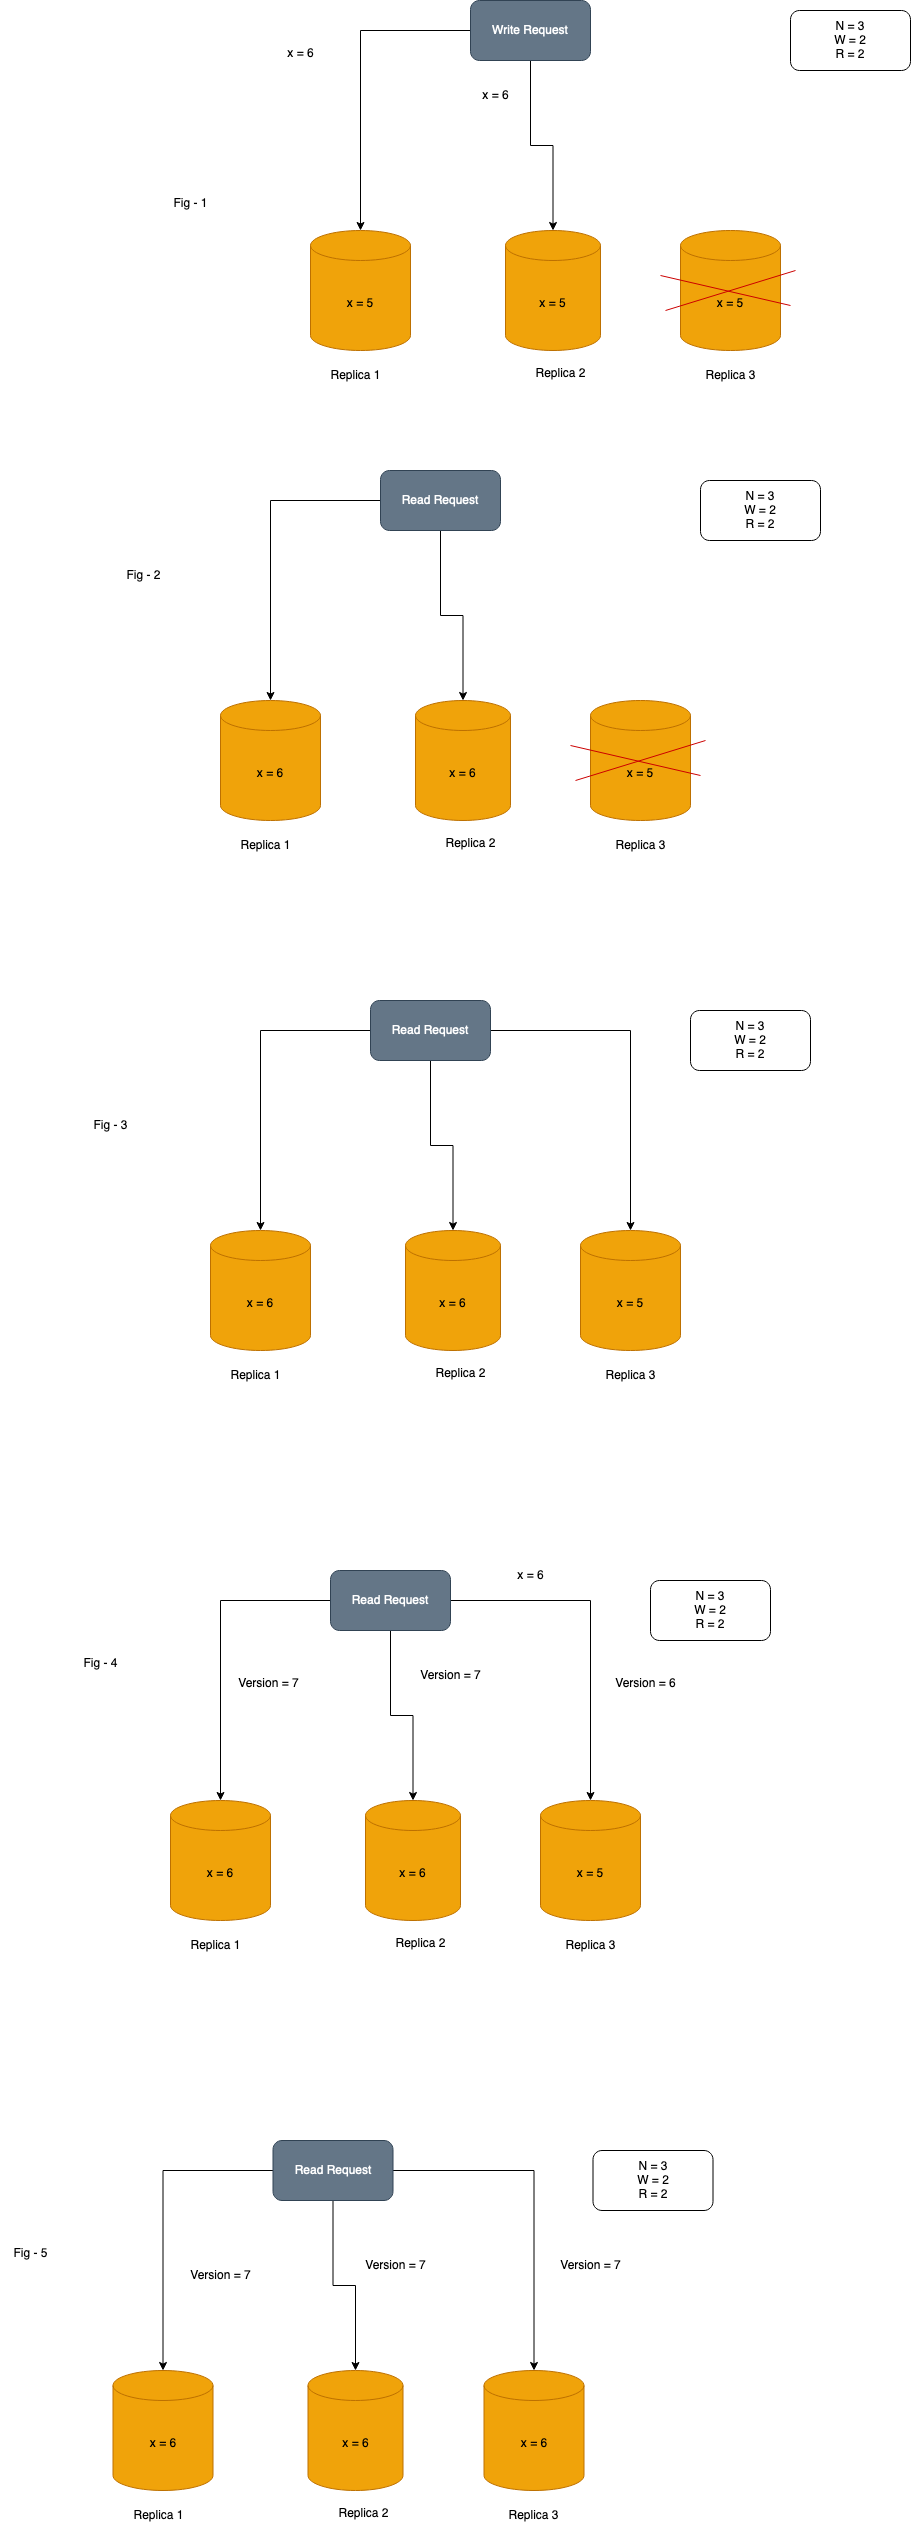 Write Request
N = 3
W = 2
R = 2
x = 6
x = 6
Fig - 1
x = 5
x = 5
x = 5
Replica 1
Replica 2
Replica 3
Read Request
N = 3
W = 2
R = 2
Fig - 2
x = 6
x = 6
x = 5
Replica 1
Replica 2
Replica 3
Read Request
N = 3
W = 2
R = 2
Fig - 3
x = 6
x = 6
x = 5
Replica 1
Replica 2
Replica 3
x = 6
Read Request
N = 3
W = 2
R = 2
Fig - 4
Version = 7
Version = 7
Version = 6
x = 6
x = 6
x = 5
Replica 1
Replica 2
Replica 3
Read Request
N = 3
W = 2
R = 2
Fig - 5
Version = 7
Version = 7
Version = 7
x = 6
x = 6
x = 6
Replica 1
Replica 2
Replica 3